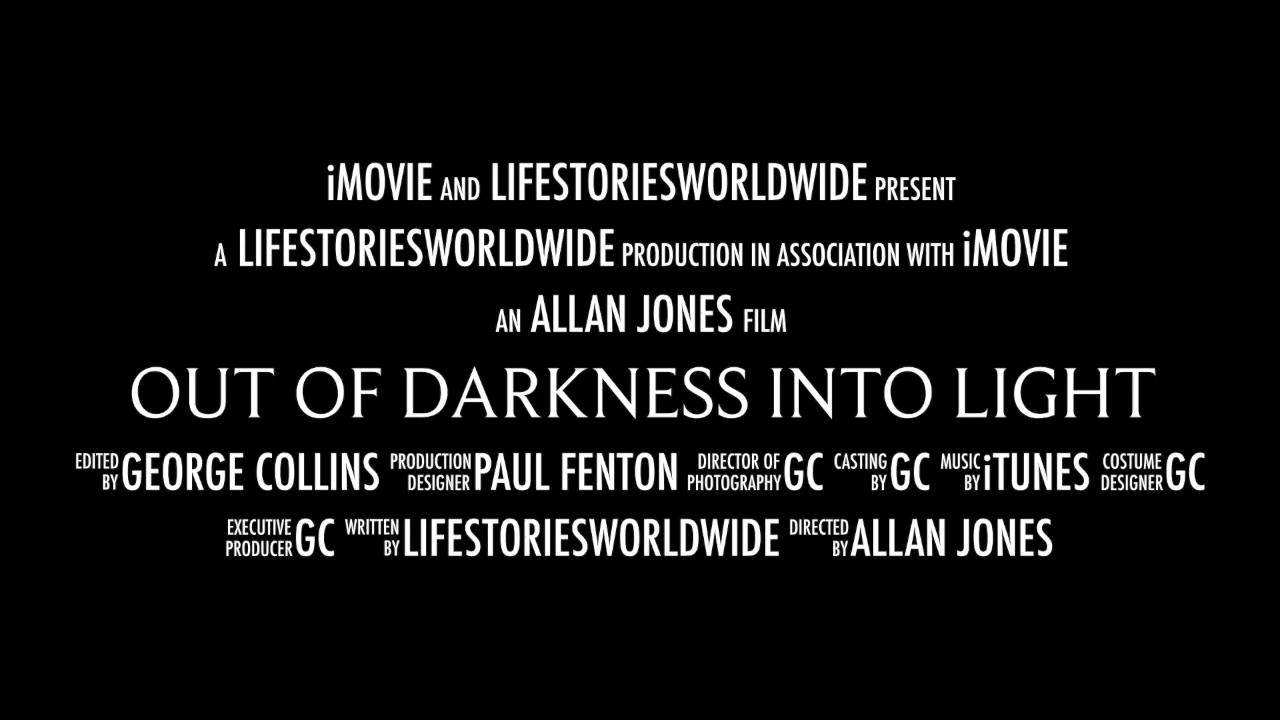 iMOVIE AND LIFESTORIESWORLDWIDE PRESENT
A LIFESTORIESWORLDWIDE PRODUCTION IN ASSOCIATION WITH iMOVIE
AN ALLAN JONES FILM
OUT OF DARKNESS INTO LIGHT
EDITED BY GEORGE COLLINS PRODUCTION DESIGNER PAUL FENTON DIRECTOR OF PHOTOGRAPHY GC CASTING BY GC MUSIC BY iTUNES COSTUME DESIGNER GC
EXECUTIVE PRODUCER GC WRITTEN BY LIFESTORIESWORLDWIDE DIRECTED BY ALLAN JONES